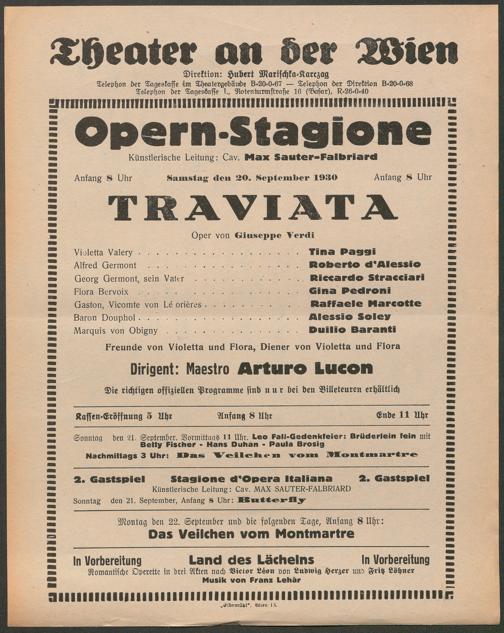 Theater an der Wien
Direktion: Hubert Marischka-Karczag
Telephon der Tageskasse im Theatergebäude B-20-0-67 — Telephon der Direktion B-20-0-68
Telephon der Tageskasse I., Rotenturmstraße 16 (Basar), R-26-0-40
Opern-Stagione
Künstlerische Leitung: Cav. Max Sauter-Falbriard
Anfang 8 Uhr Samstag den 20. September 1930 Anfang 8 Uhr
TRAVIATA
Oper von Giuseppe Verdi
Violetta Valery . . . . . . . . . . . . . Tina Paggi
Alfred Germont . . . . . . . . . . . . . Roberto d'Alessio
Georg Germont, sein Vater . . . . . . . . . . Riccardo Stracciari
Flora Bervoix . . . . . . . . . . . . . Gina Pedroni
Gaston, Vicomte von Létorières . . . . . . . . Raffaele Marcotte
Baron Douphol . . . . . . . . . . . . . Alessio Soley
Marquis von Obigny . . . . . . . . . . . Duilio Baranti
Freunde von Violetta und Flora, Diener von Violetta und Flora
Dirigent: Maestro Arturo Lucon
Die richtigen offiziellen Programme sind nur bei den Billeteuren erhältlich
Kassen-Eröffnung 5 Uhr Anfang 8 Uhr Ende 11 Uhr
Sonntag den 21. September, Vormittags 11 Uhr, Leo Fall-Gedenkfeier: Brüderlein fein mit
Betty Fischer - Hans Duhan - Paula Brosig
Nachmittags 3 Uhr: Das Veilchen vom Montmartre
2. Gastspiel Stagione d'Opera Italiana 2. Gastspiel
Künstlerische Leitung: Cav. MAX SAUTER-FALBRIARD
Sonntag den 21. September, Anfang 8 Uhr: Butterfly
Montag den 22. September und die folgenden Tage, Anfang 8 Uhr:
Das Veilchen vom Montmartre
In Vorbereitung Land des Lächelns In Vorbereitung
Romantische Operette in drei Akten nach Victor Léon von Ludwig Herzer und Fritz Löhner
Musik von Franz Lehár